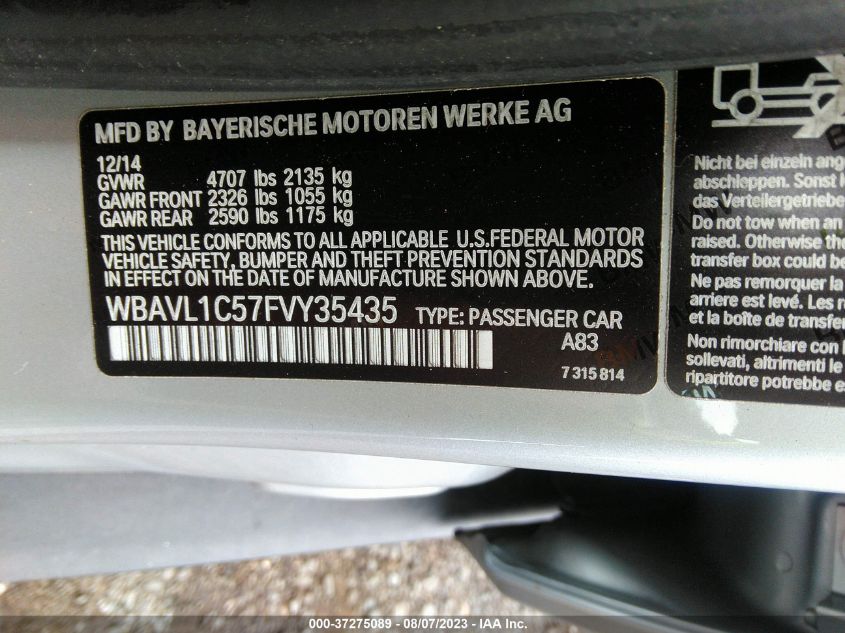 MFD BY BAYERISCHE MOTOREN WERKE AG
12/14
GVWR 4707 lbs 2135 kg
GAWR FRONT 2326 lbs 1055 kg
GAWR REAR 2590 lbs 1175 kg
THIS VEHICLE CONFORMS TO ALL APPLICABLE U.S.FEDERAL MOTOR
VEHICLE SAFETY, BUMPER AND THEFT PREVENTION STANDARDS
IN EFFECT ON THE DATE OF MANUFACTURE SHOWN ABOVE.
WBAVL1C57FVY35435 TYPE: PASSENGER CAR
A83
7 315 814
Nicht bei einzeln ang
abschleppen. Sonst
das Verteilergetriebe
Do not tow when an
raised. Otherwise the
transfer box could be
Ne pas remorquer la
arriere est levé. Les r
et la boîte de transfer
Non rimorchiare con l
sollevati, altrimenti le
ripartitore potrebbe e
000-37275089 - 08/07/2023 - IAA Inc.